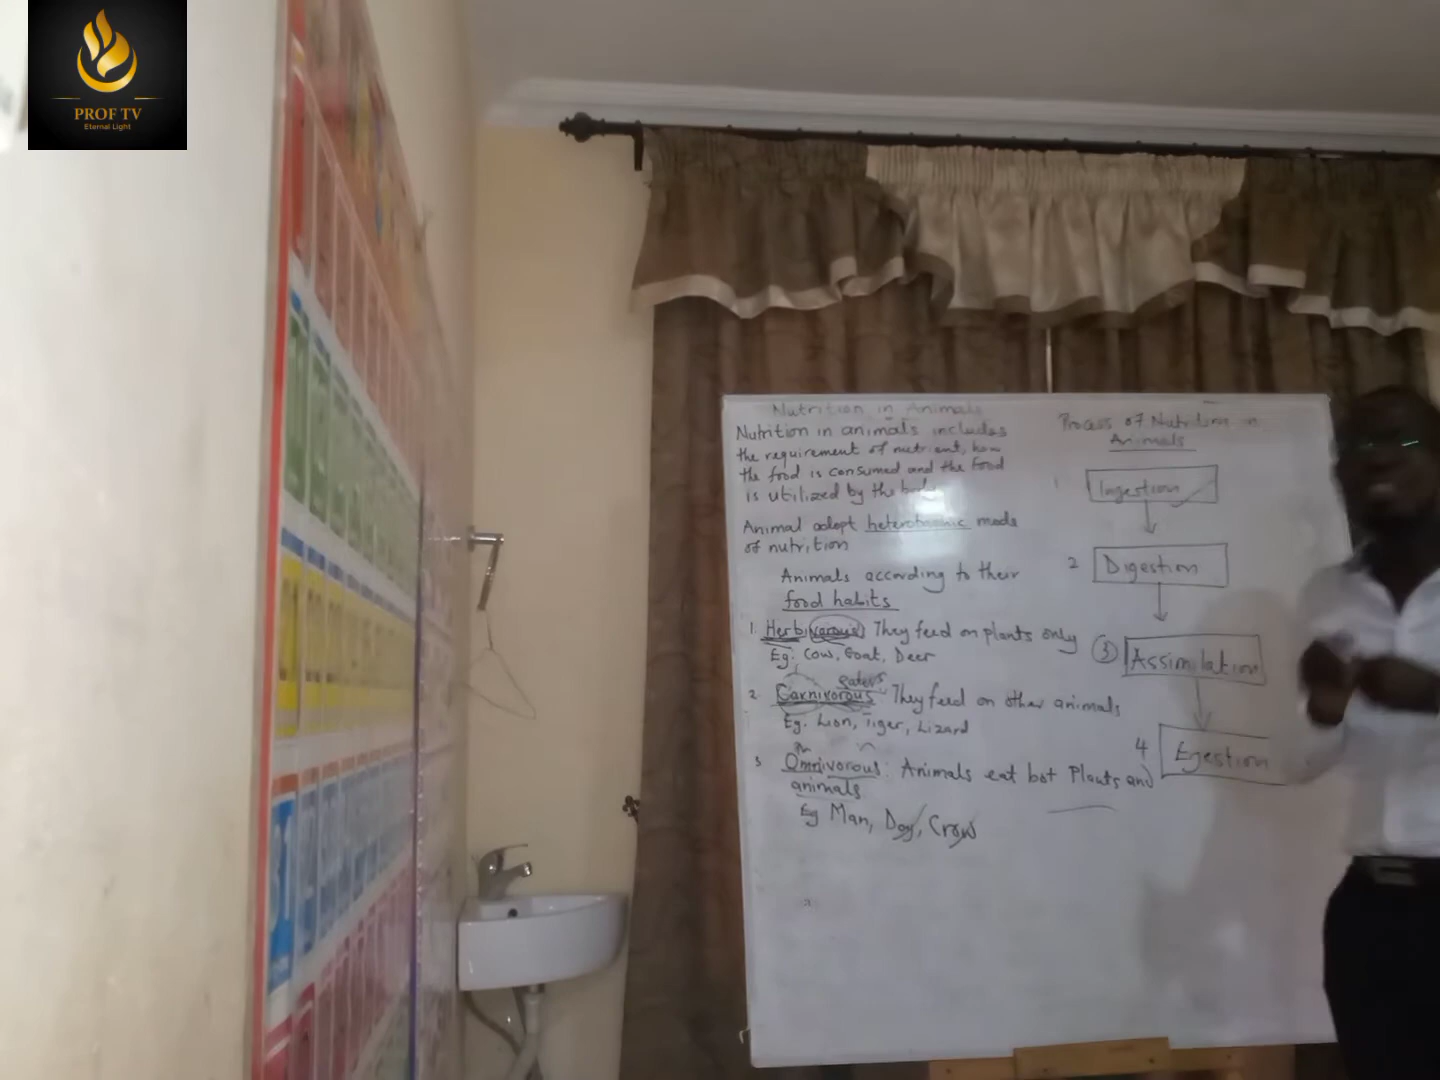 PROF TV
Eternal Light
Nutrition in Animals
Nutrition in animals includes
the requirement of nutrient, how
the food is consumed and the food
is utilized by the body
Animal adopt heterotrophic mode
of nutrition
Animals according to their
food habits
1. Herbivorous: They feed on plants only
Eg. Cow, Goat, Deer
eaters
2 Carnivorous They feed on other animals
Eg. Lion, Tiger, Lizard
3 Omnivorous: Animals eat bot Plants and
animals
Eg Man, Dog, Crow
Process of Nutrition in
Animals
1 Ingestion
2 Digestion
3 Assimilation
4 Egestion